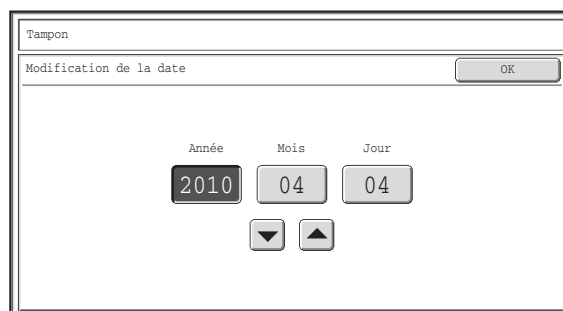 Tampon
Modification de la date
OK
Année Mois Jour
2010 04 04